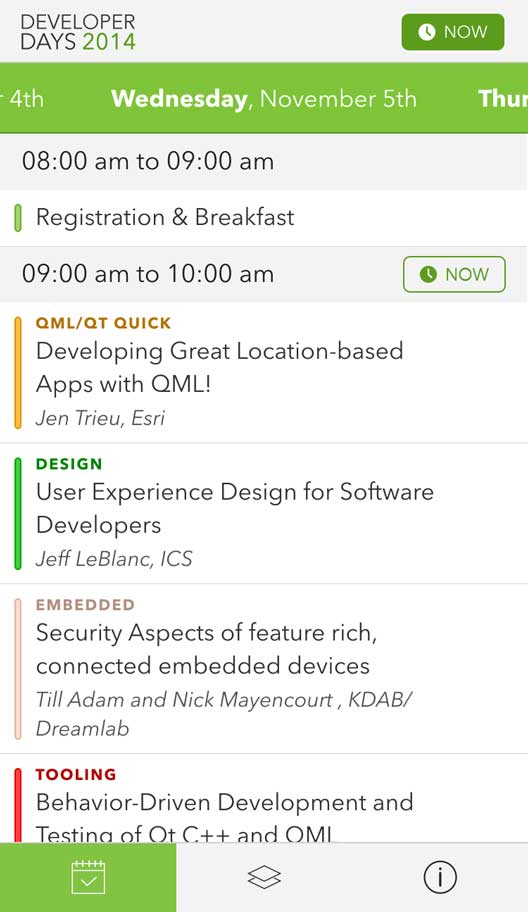 DEVELOPER
DAYS 2014
NOW
4th
Wednesday, November 5th
Thur
08:00 am to 09:00 am
Registration & Breakfast
09:00 am to 10:00 am
NOW
QML/QT QUICK
Developing Great Location-based
Apps with QML!
Jen Trieu, Esri
DESIGN
User Experience Design for Software
Developers
Jeff LeBlanc, ICS
EMBEDDED
Security Aspects of feature rich,
connected embedded devices
Till Adam and Nick Mayencourt , KDAB/
Dreamlab
TOOLING
Behavior-Driven Development and
Testing of Qt C++ and QML